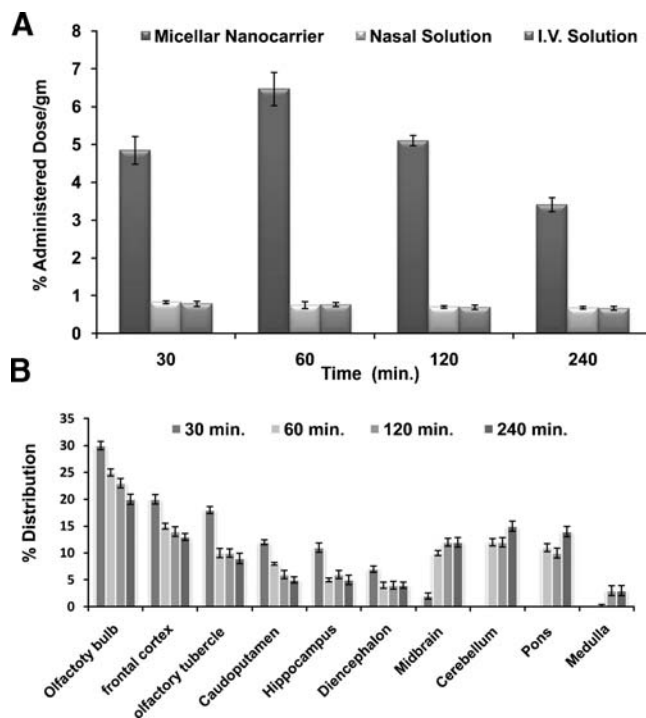 A
Micellar Nanocarrier Nasal Solution I.V. Solution
% Administered Dose/gm
8
7
6
5
4
3
2
1
0
30 60 120 240
Time (min.)
B
30 min. 60 min. 120 min. 240 min.
% Distribution
35
30
25
20
15
10
5
0
Olfactoty bulb
frontal cortex
olfactory tubercle
Caudoputamen
Hippocampus
Diencephalon
Midbrain
Cerebellum
Pons
Medulla